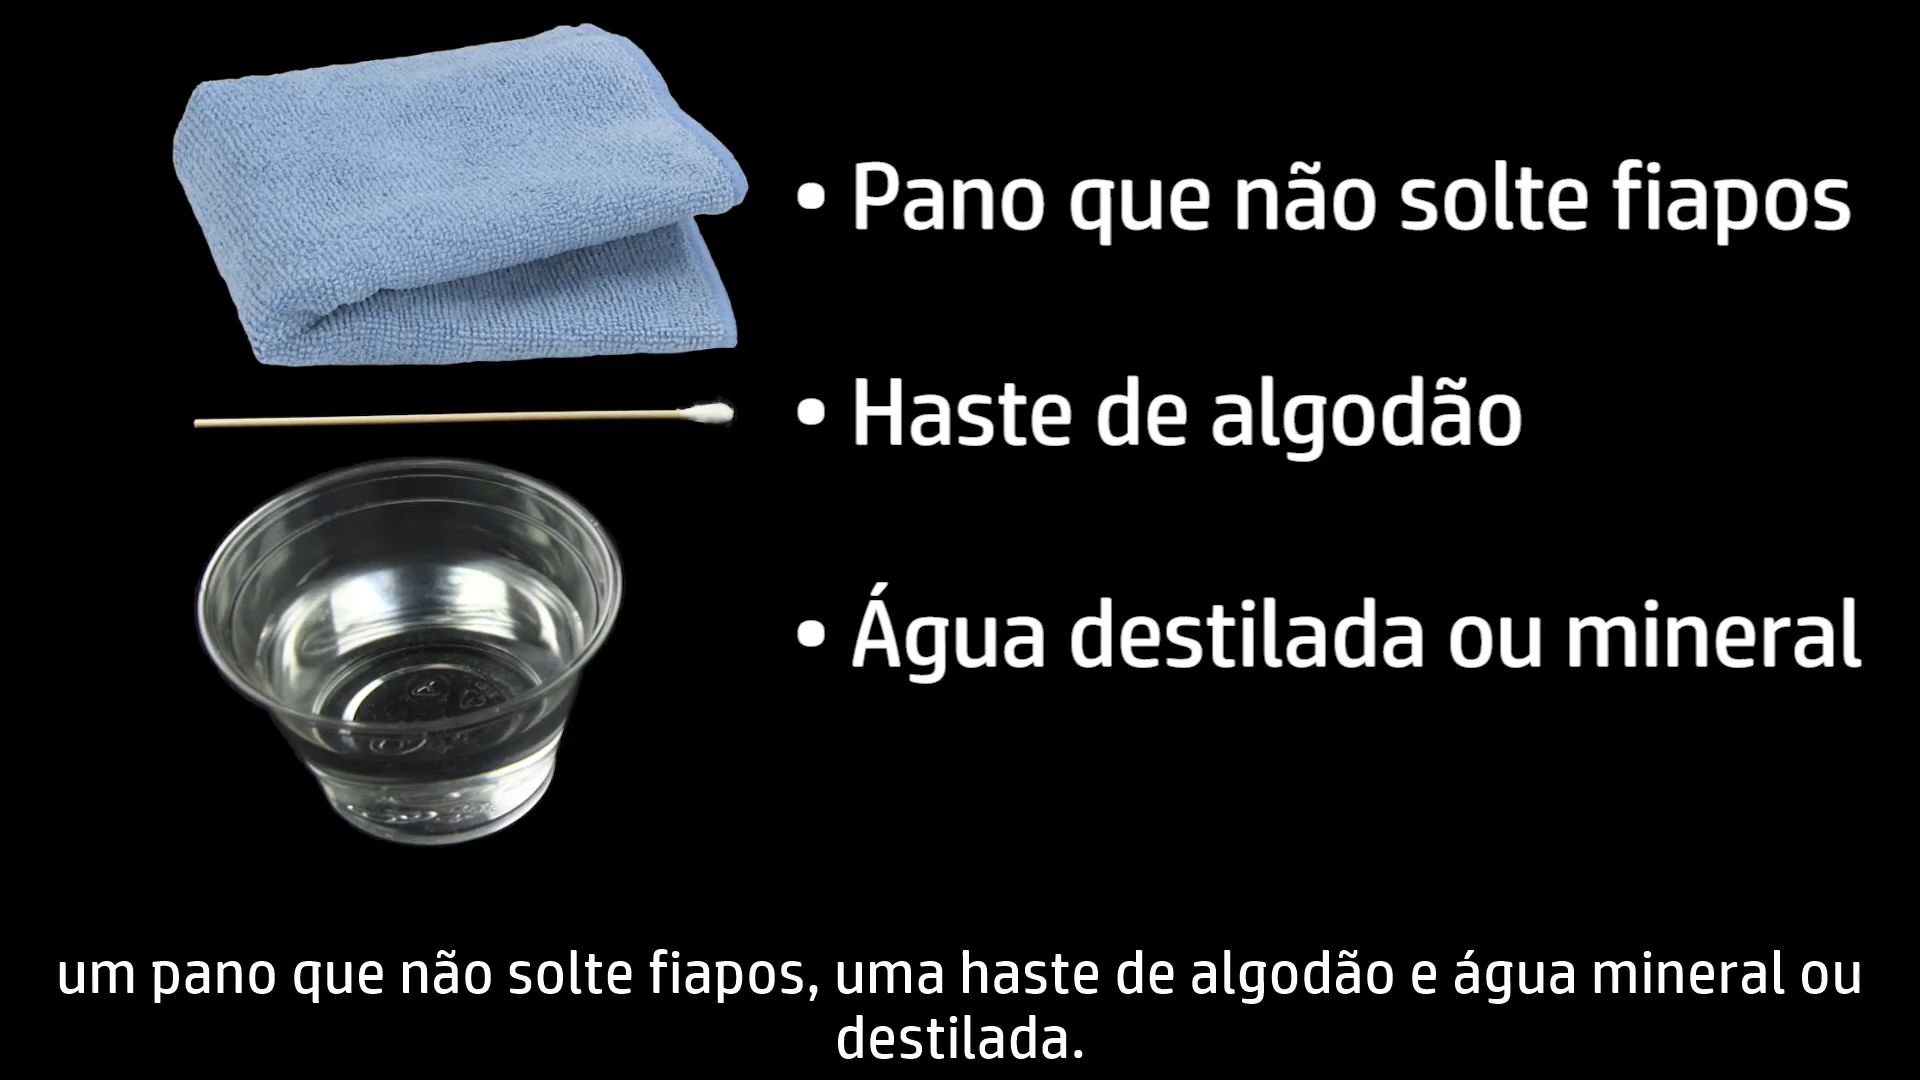 • Pano que não solte fiapos
• Haste de algodão
• Água destilada ou mineral
um pano que não solte fiapos, uma haste de algodão e água mineral ou
destilada.